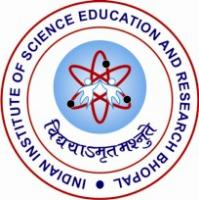 INDIAN INSTITUTE OF SCIENCE EDUCATION AND RESEARCH BHOPAL
विद्ययाऽमृतमश्नुते